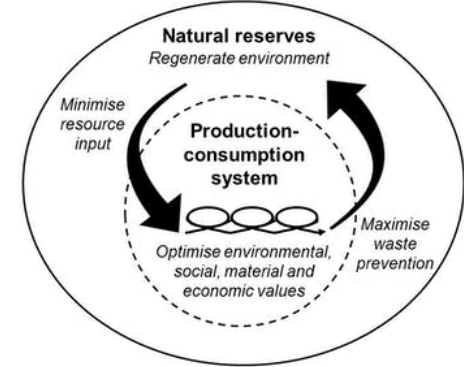 Natural reserves
Regenerate environment
Minimise
resource
input
Production-
consumption
system
Optimise environmental,
social, material and
economic values
Maximise
waste
prevention